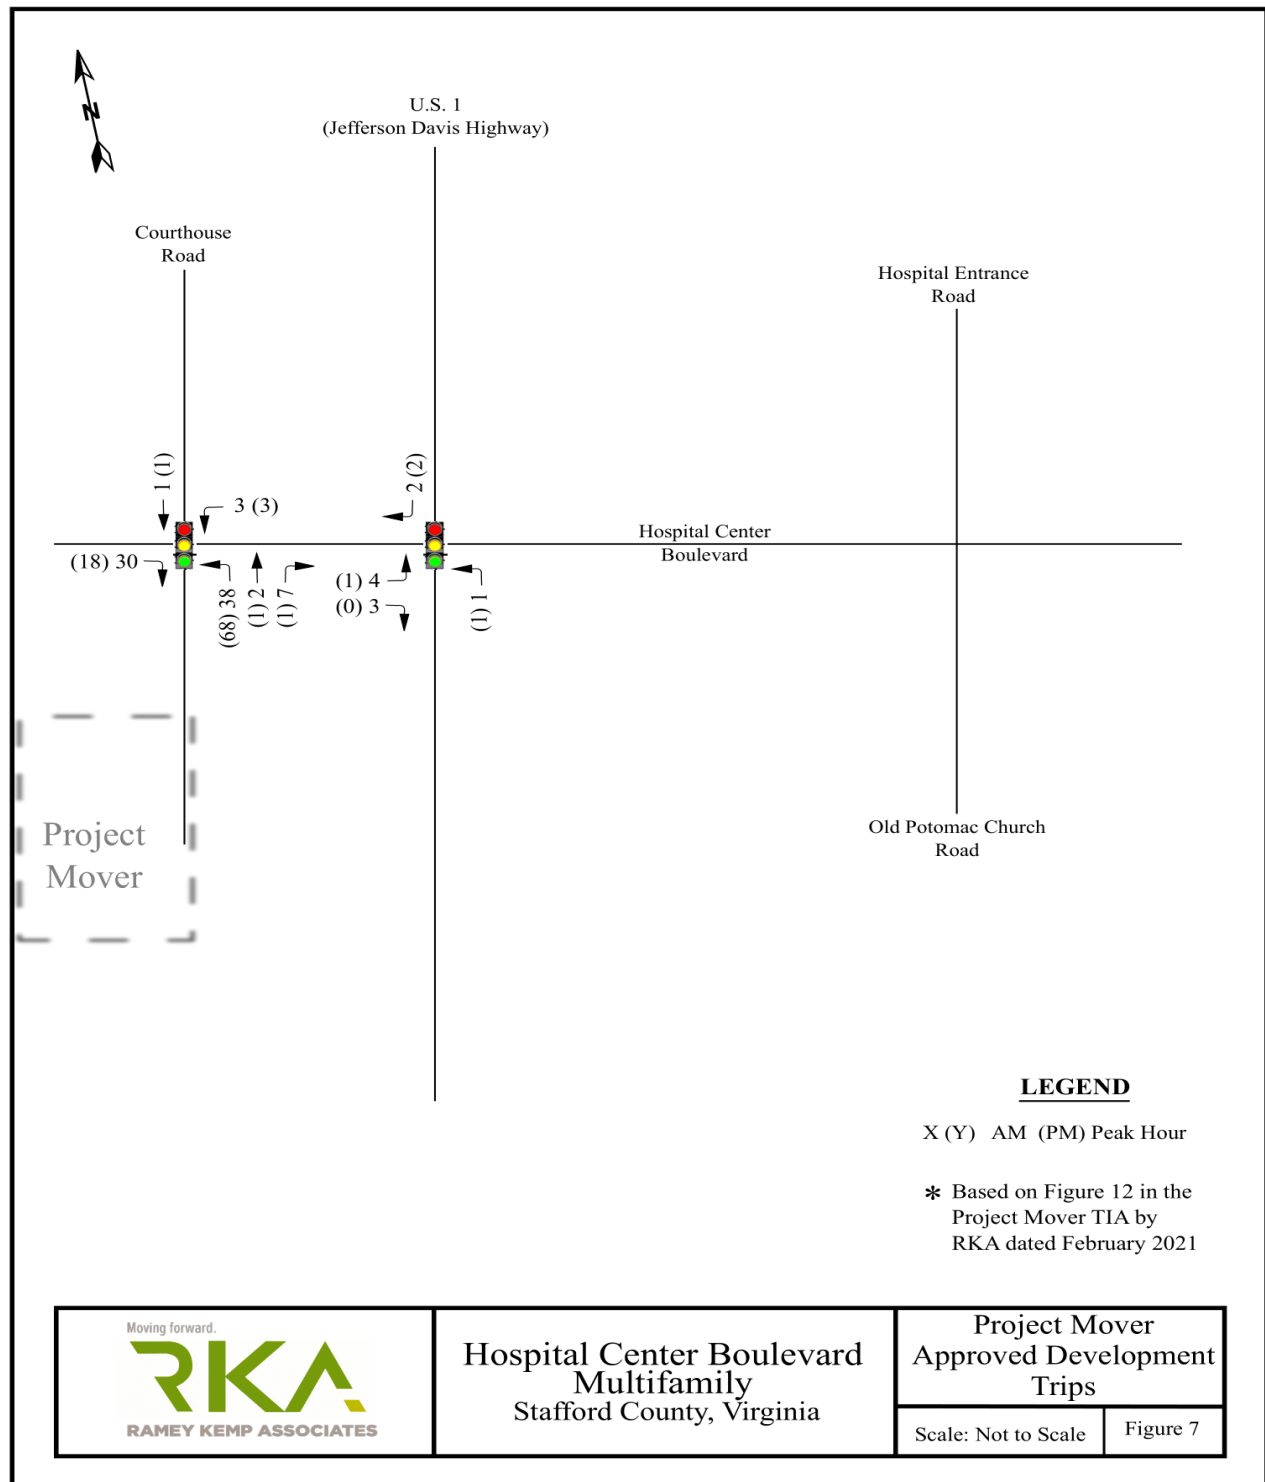 N
U.S. 1
(Jefferson Davis Highway)
Courthouse
Road
Hospital Entrance
Road
1 (1)
3 (3)
2 (2)
Hospital Center
Boulevard
(18) 30
(68) 38
(1) 2
(1) 7
(1) 4
(0) 3
(1) 1
Project
Mover
Old Potomac Church
Road
LEGEND
X (Y) AM (PM) Peak Hour
* Based on Figure 12 in the
Project Mover TIA by
RKA dated February 2021
Moving forward.
RKA
RAMEY KEMP ASSOCIATES
Hospital Center Boulevard
Multifamily
Stafford County, Virginia
Project Mover
Approved Development
Trips
Scale: Not to Scale
Figure 7